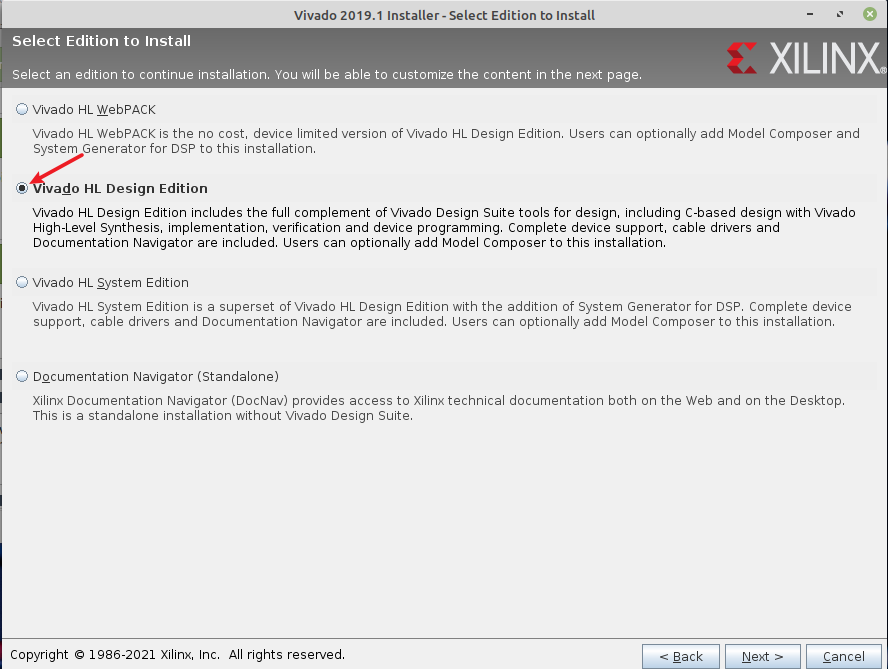 Vivado 2019.1 Installer - Select Edition to Install
Select Edition to Install
Select an edition to continue installation. You will be able to customize the content in the next page.
XILINX®
Vivado HL WebPACK
Vivado HL WebPACK is the no cost, device limited version of Vivado HL Design Edition. Users can optionally add Model Composer and
System Generator for DSP to this installation.
Vivado HL Design Edition
Vivado HL Design Edition includes the full complement of Vivado Design Suite tools for design, including C-based design with Vivado
High-Level Synthesis, implementation, verification and device programming. Complete device support, cable drivers and
Documentation Navigator are included. Users can optionally add Model Composer to this installation.
Vivado HL System Edition
Vivado HL System Edition is a superset of Vivado HL Design Edition with the addition of System Generator for DSP. Complete device
support, cable drivers and Documentation Navigator are included. Users can optionally add Model Composer to this installation.
Documentation Navigator (Standalone)
Xilinx Documentation Navigator (DocNav) provides access to Xilinx technical documentation both on the Web and on the Desktop.
This is a standalone installation without Vivado Design Suite.
Copyright © 1986-2021 Xilinx, Inc. All rights reserved.
< Back
Next >
Cancel